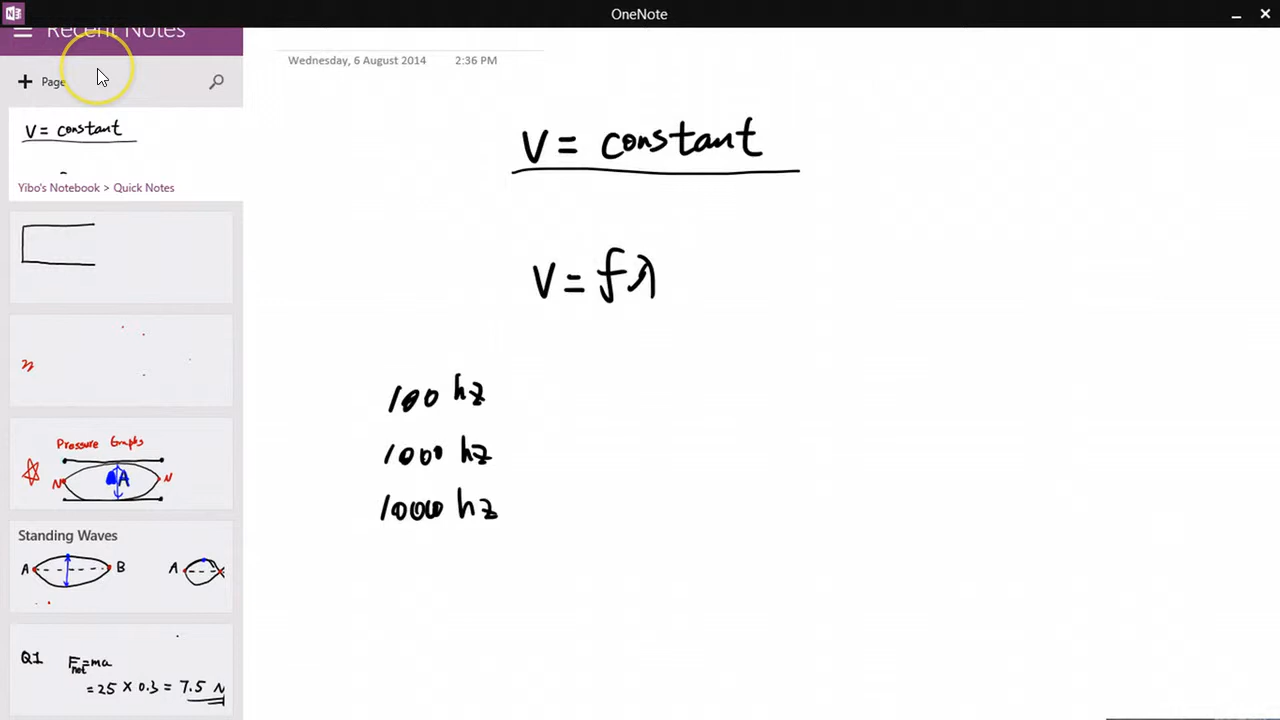 OneNote
Recent Notes
Page
V = constant
Yibo's Notebook > Quick Notes
Pressure Graphs
N A N
Standing Waves
A B A
Q1 Fnet=ma
= 25 × 0.3 = 7.5 N
Wednesday, 6 August 2014 2:36 PM
V = constant
V = fλ
100 hz
1000 hz
10000 hz